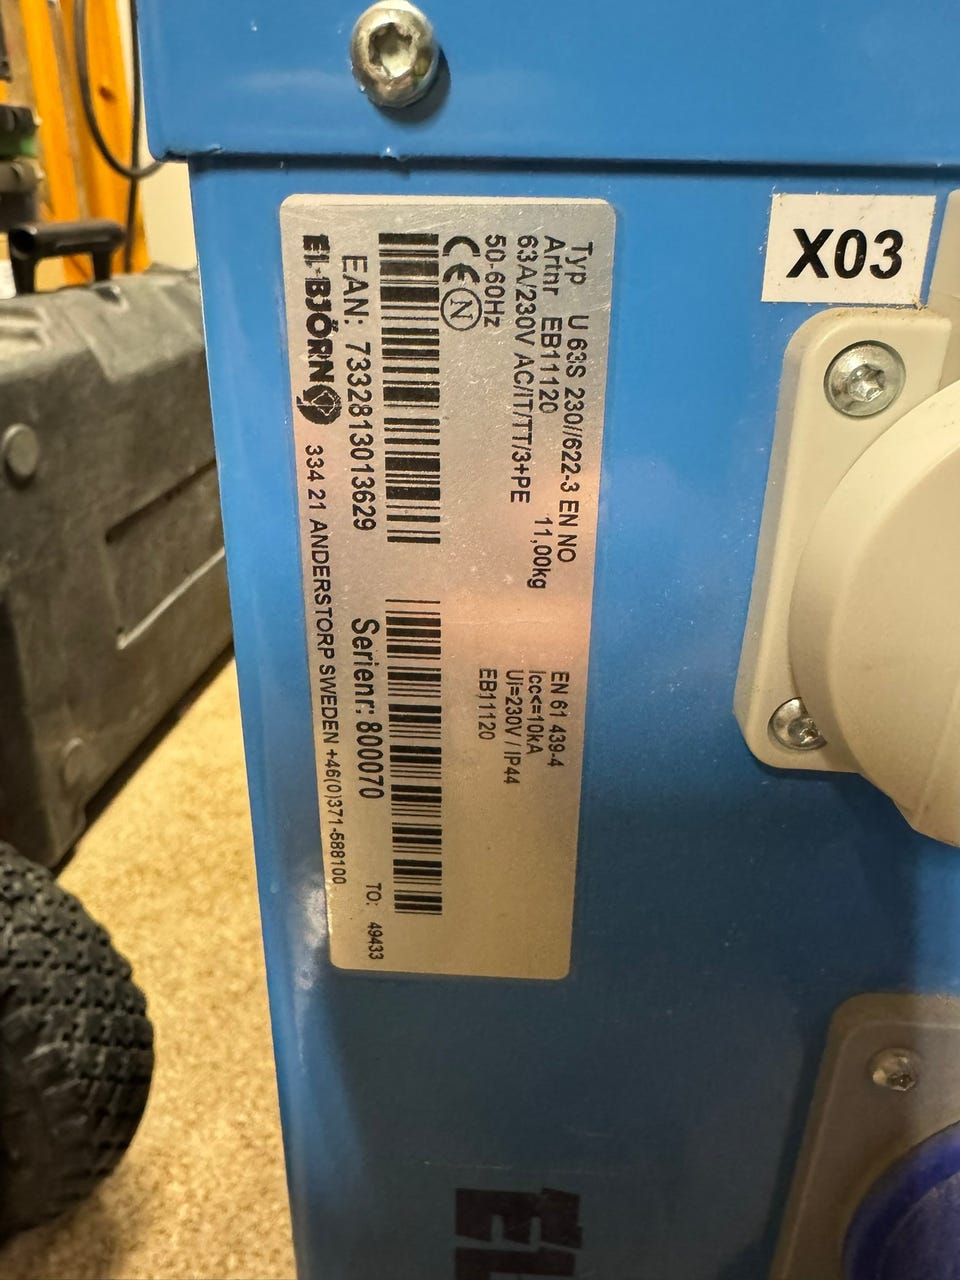 Typ U 63S 230//622-3 EN NO
Artnr EB11120 11,00kg
63A/230V AC/IT/TT/3+PE
50-60Hz
CE N
EN 61 439-4
Icc<=10kA
Ui=230V / IP44
EB11120
EAN: 7332813013629
Serienr: 800070
TO: 49433
EL-BJÖRN 334 21 ANDERSTORP SWEDEN +46(0)371-588100
X03
EL